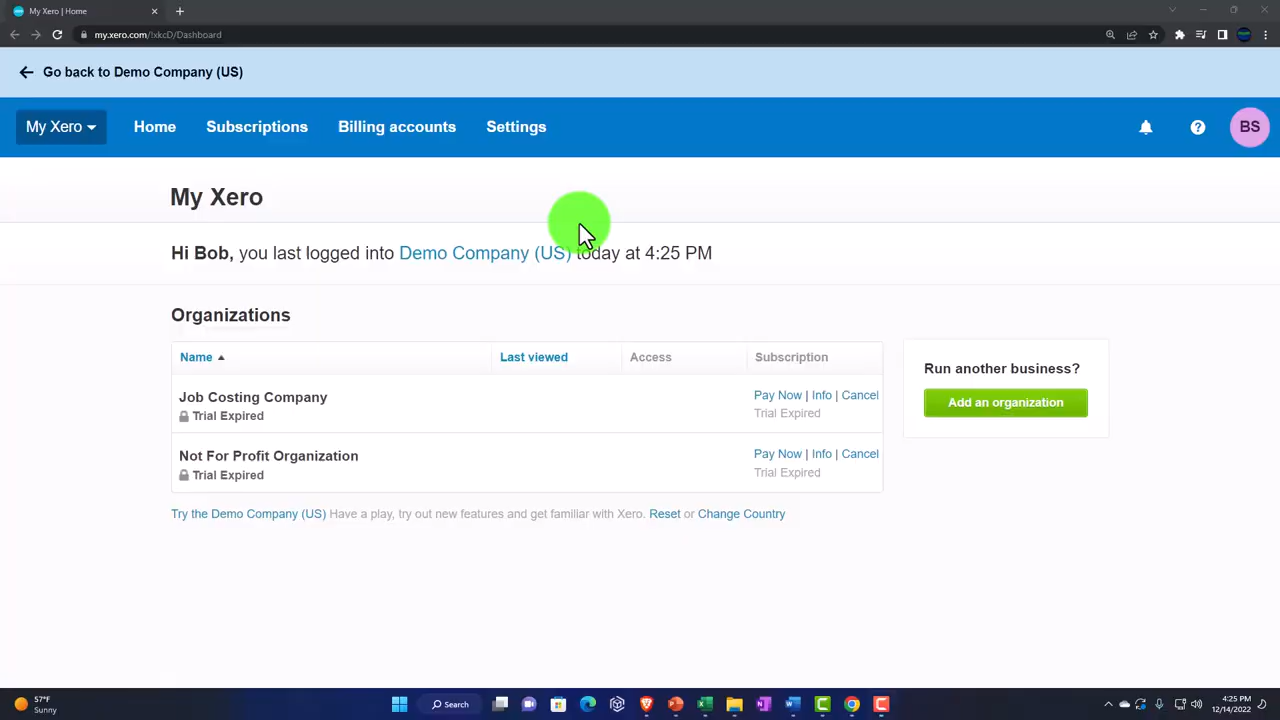 My Xero | Home
my.xero.com/!xkcD/Dashboard
Go back to Demo Company (US)
My Xero Home Subscriptions Billing accounts Settings BS
My Xero
Hi Bob, you last logged into Demo Company (US) today at 4:25 PM
Organizations
Name Last viewed Access Subscription
Job Costing Company
Trial Expired
Pay Now | Info | Cancel
Trial Expired
Not For Profit Organization
Trial Expired
Pay Now | Info | Cancel
Trial Expired
Run another business?
Add an organization
Try the Demo Company (US) Have a play, try out new features and get familiar with Xero. Reset or Change Country
57°F
Sunny
Search
4:25 PM
12/14/2022